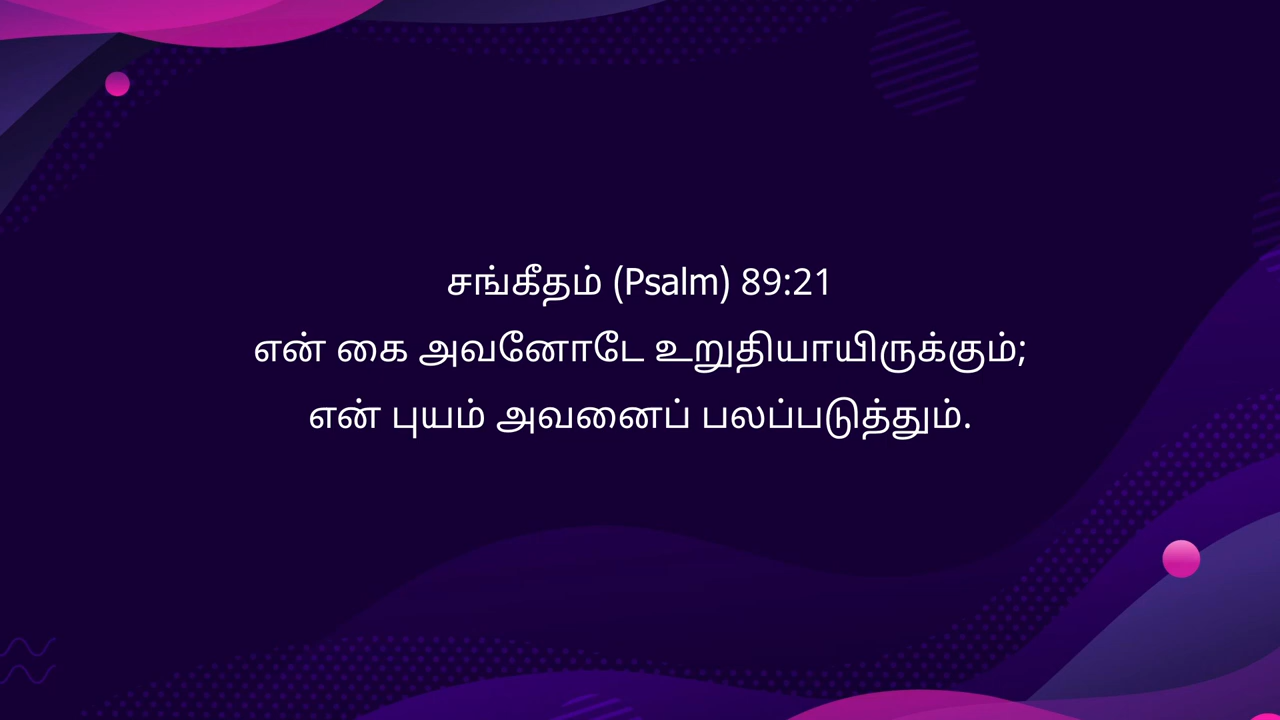 சங்கீதம் (Psalm) 89:21
என் கை அவனோடே உறுதியாயிருக்கும்;
என் புயம் அவனைப் பலப்படுத்தும்.